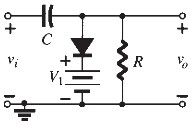 + C +
vi + R vo
V1
− − −